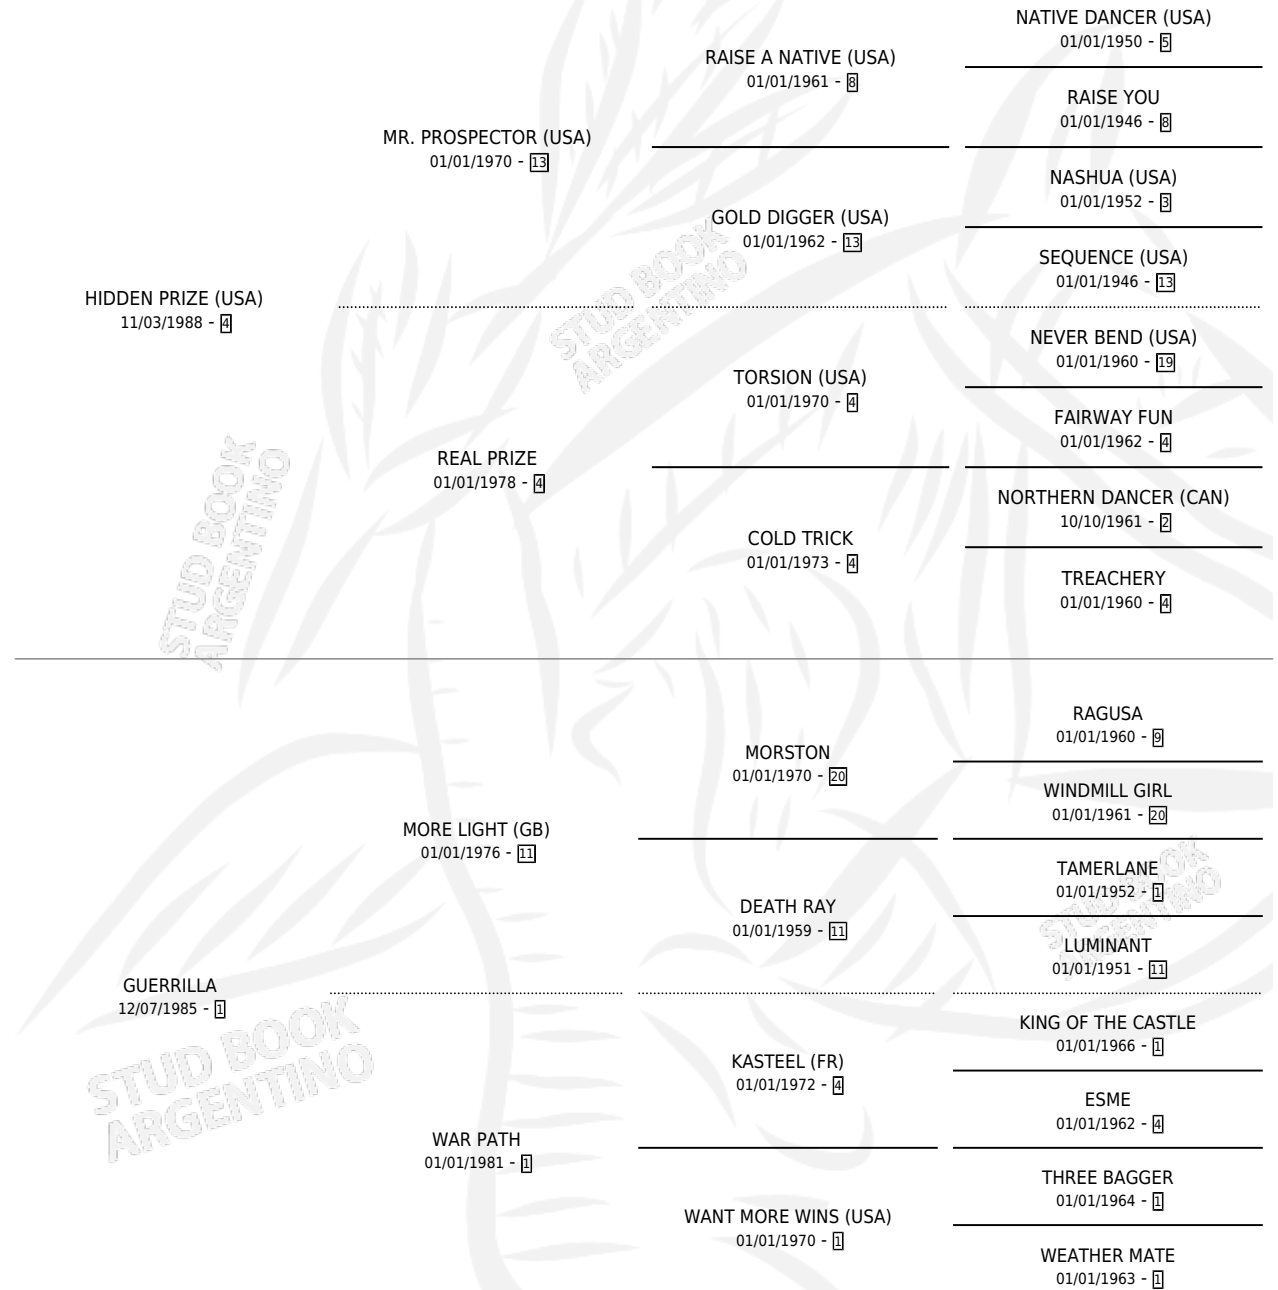 NATIVE DANCER (USA)
01/01/1950 - 5
RAISE A NATIVE (USA)
01/01/1961 - 8
RAISE YOU
01/01/1946 - 8
MR. PROSPECTOR (USA)
01/01/1970 - 13
NASHUA (USA)
01/01/1952 - 3
GOLD DIGGER (USA)
01/01/1962 - 13
SEQUENCE (USA)
01/01/1946 - 13
HIDDEN PRIZE (USA)
11/03/1988 - 4
STUD BOOK
ARGENTINO
NEVER BEND (USA)
01/01/1960 - 19
TORSION (USA)
01/01/1970 - 4
FAIRWAY FUN
01/01/1962 - 4
REAL PRIZE
01/01/1978 - 4
NORTHERN DANCER (CAN)
10/10/1961 - 2
COLD TRICK
01/01/1973 - 4
TREACHERY
01/01/1960 - 4
STUD BOOK
ARGENTINO
RAGUSA
01/01/1960 - 9
MORSTON
01/01/1970 - 20
WINDMILL GIRL
01/01/1961 - 20
MORE LIGHT (GB)
01/01/1976 - 11
TAMERLANE
01/01/1952 - 1
DEATH RAY
01/01/1959 - 11
LUMINANT
01/01/1951 - 11
STUD BOOK
ARGENTINO
GUERRILLA
12/07/1985 - 1
KING OF THE CASTLE
01/01/1966 - 1
KASTEEL (FR)
01/01/1972 - 4
ESME
01/01/1962 - 4
STUD BOOK
ARGENTINO
WAR PATH
01/01/1981 - 1
THREE BAGGER
01/01/1964 - 1
WANT MORE WINS (USA)
01/01/1970 - 1
WEATHER MATE
01/01/1963 - 1